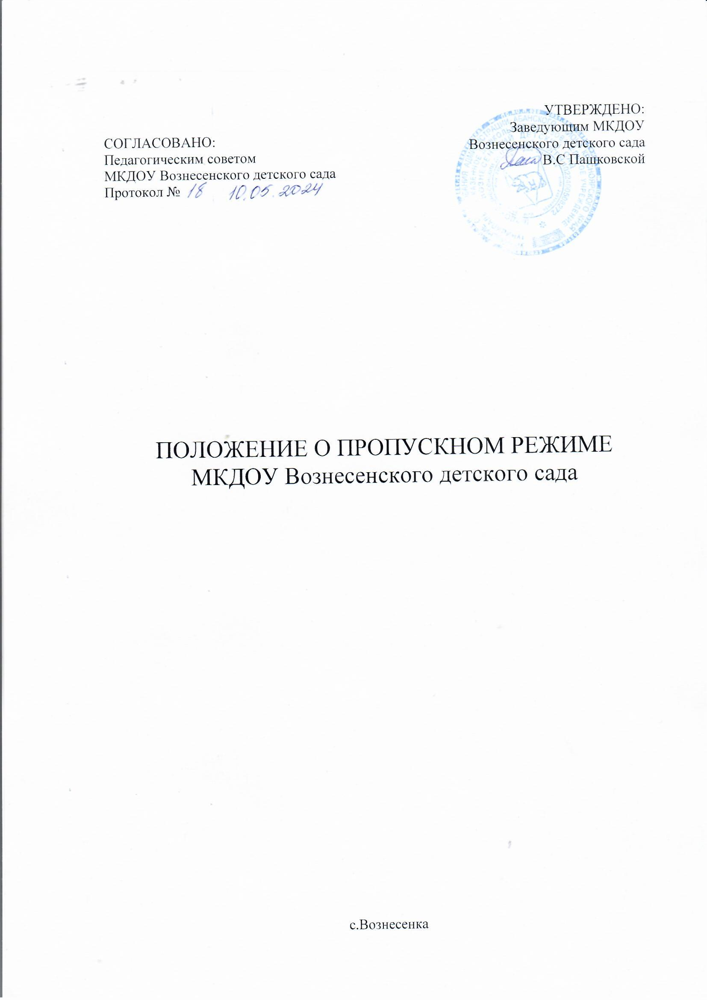 УТВЕРЖДЕНО:
Заведующим МКДОУ
Вознесенского детского сада
В.С Пашковской
СОГЛАСОВАНО:
Педагогическим советом
МКДОУ Вознесенского детского сада
Протокол № 18 10.05.2024
ПОЛОЖЕНИЕ О ПРОПУСКНОМ РЕЖИМЕ
МКДОУ Вознесенского детского сада
с.Вознесенка